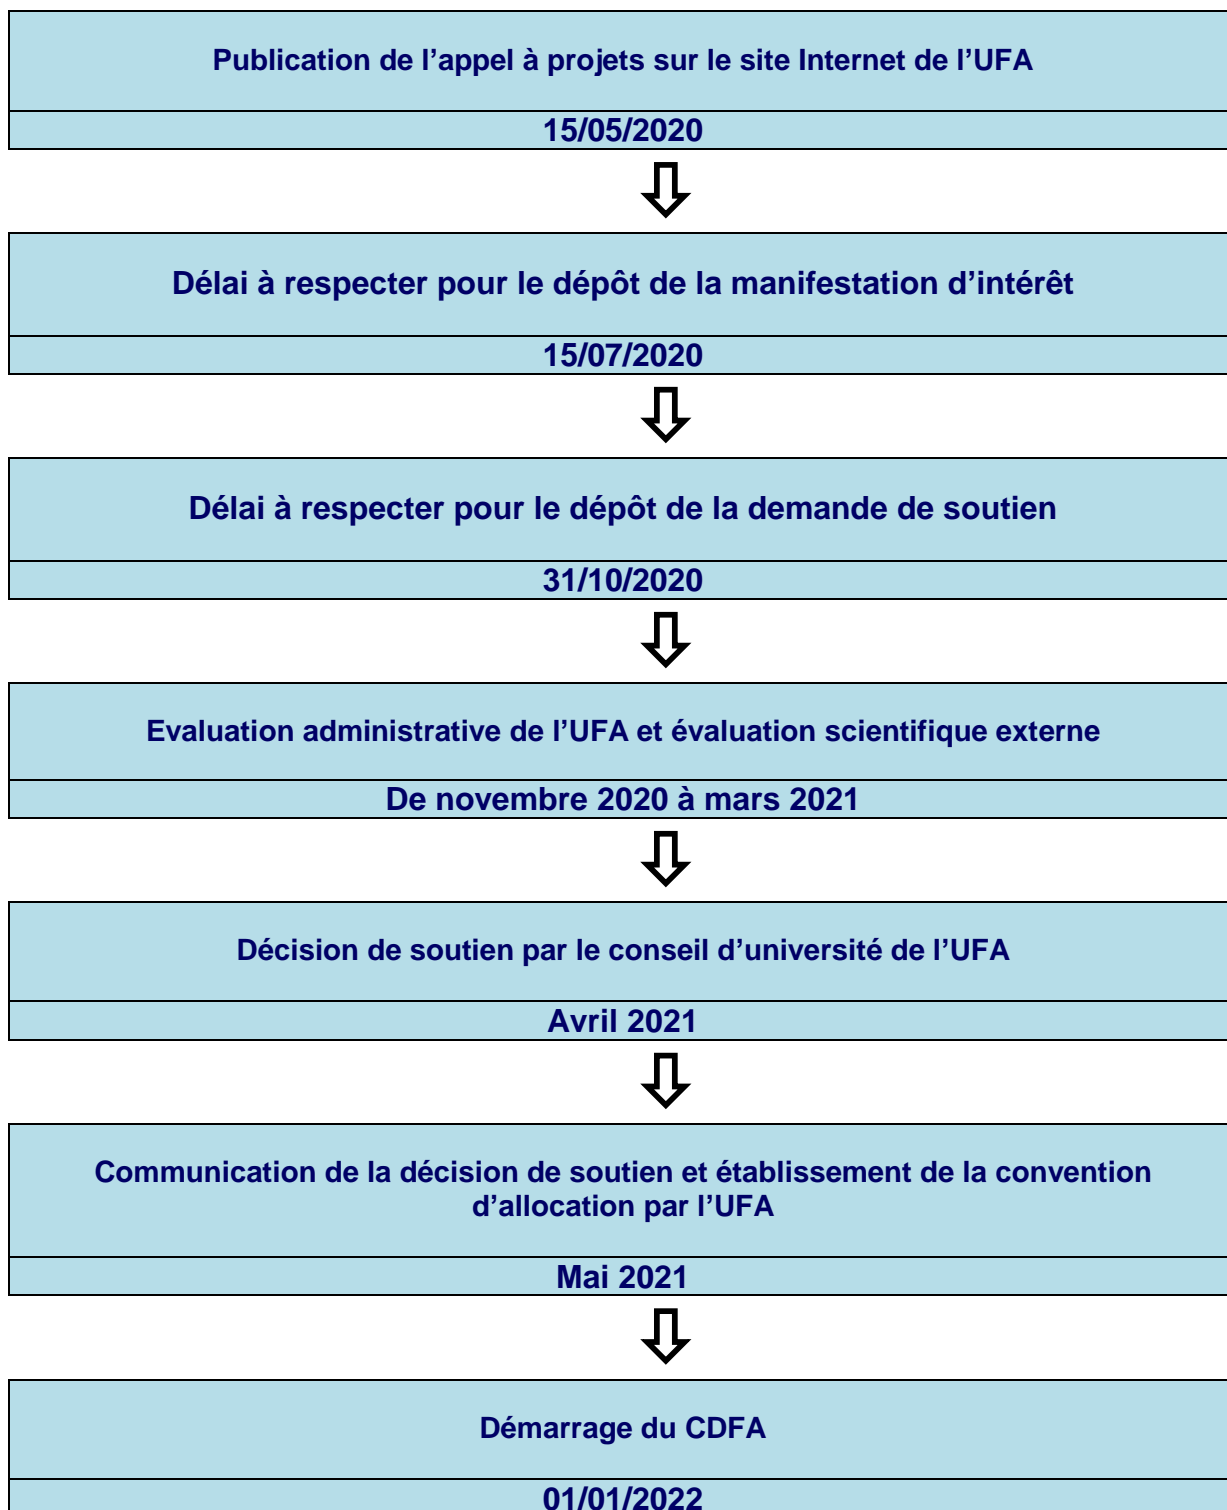 Publication de l’appel à projets sur le site Internet de l’UFA
15/05/2020
Délai à respecter pour le dépôt de la manifestation d’intérêt
15/07/2020
Délai à respecter pour le dépôt de la demande de soutien
31/10/2020
Evaluation administrative de l’UFA et évaluation scientifique externe
De novembre 2020 à mars 2021
Décision de soutien par le conseil d’université de l’UFA
Avril 2021
Communication de la décision de soutien et établissement de la convention
d’allocation par l’UFA
Mai 2021
Démarrage du CDFA
01/01/2022